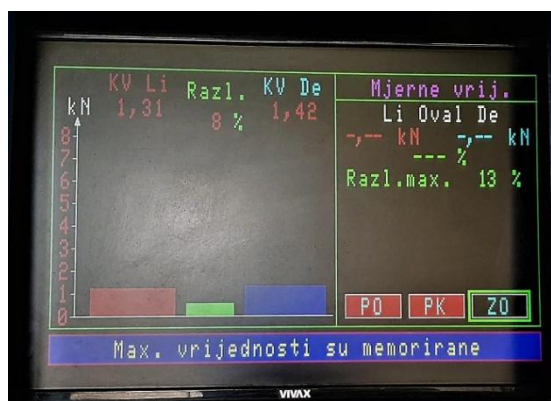 KV Li Razl. KV De
kN 1,31 8 % 1,42
8
7
6
5
4
3
2
1
0
Mjerne vrij.
Li Oval De
-,-- kN -,-- kN
--- %
Razl.max. 13 %
PO PK ZO
Max. vrijednosti su memorirane
VIVAX